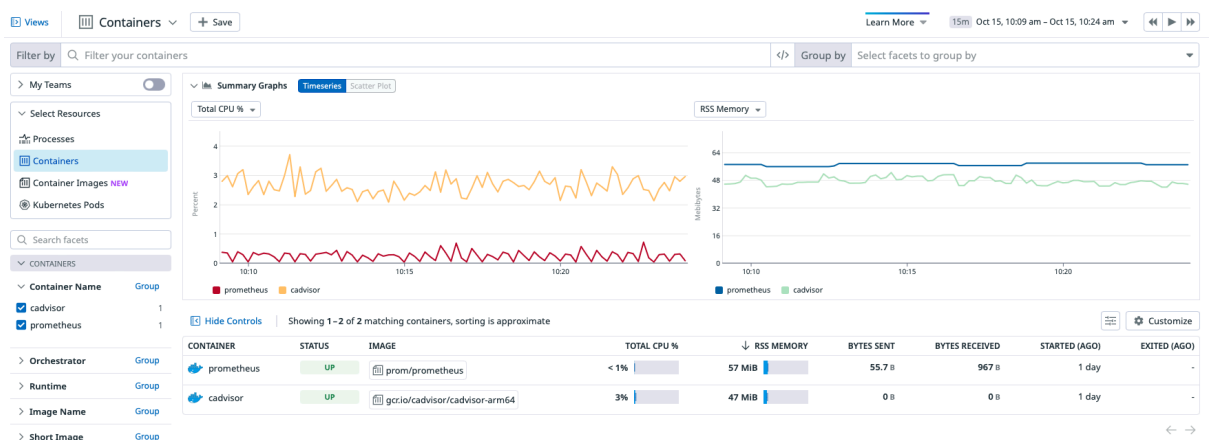 Views
Containers
+ Save
Learn More
15m Oct 15, 10:09 am – Oct 15, 10:24 am
Filter by
Filter your containers
</>
Group by
Select facets to group by
My Teams
Select Resources
Processes
Containers
Container Images NEW
Kubernetes Pods
Search facets
CONTAINERS
Container Name Group
cadvisor 1
prometheus 1
Orchestrator Group
Runtime Group
Image Name Group
Short Image Group
Summary Graphs
Timeseries Scatter Plot
Total CPU %
Percent
4
3
2
1
0
10:10 10:15 10:20
prometheus cadvisor
RSS Memory
Mebibytes
64
48
32
16
0
10:10 10:15 10:20
prometheus cadvisor
Hide Controls
Showing 1–2 of 2 matching containers, sorting is approximate
Customize
CONTAINER STATUS IMAGE TOTAL CPU % ↓ RSS MEMORY BYTES SENT BYTES RECEIVED STARTED (AGO) EXITED (AGO)
prometheus UP prom/prometheus < 1% 57 MiB 55.7 B 967 B 1 day -
cadvisor UP gcr.io/cadvisor/cadvisor-arm64 3% 47 MiB 0 B 0 B 1 day -
← →